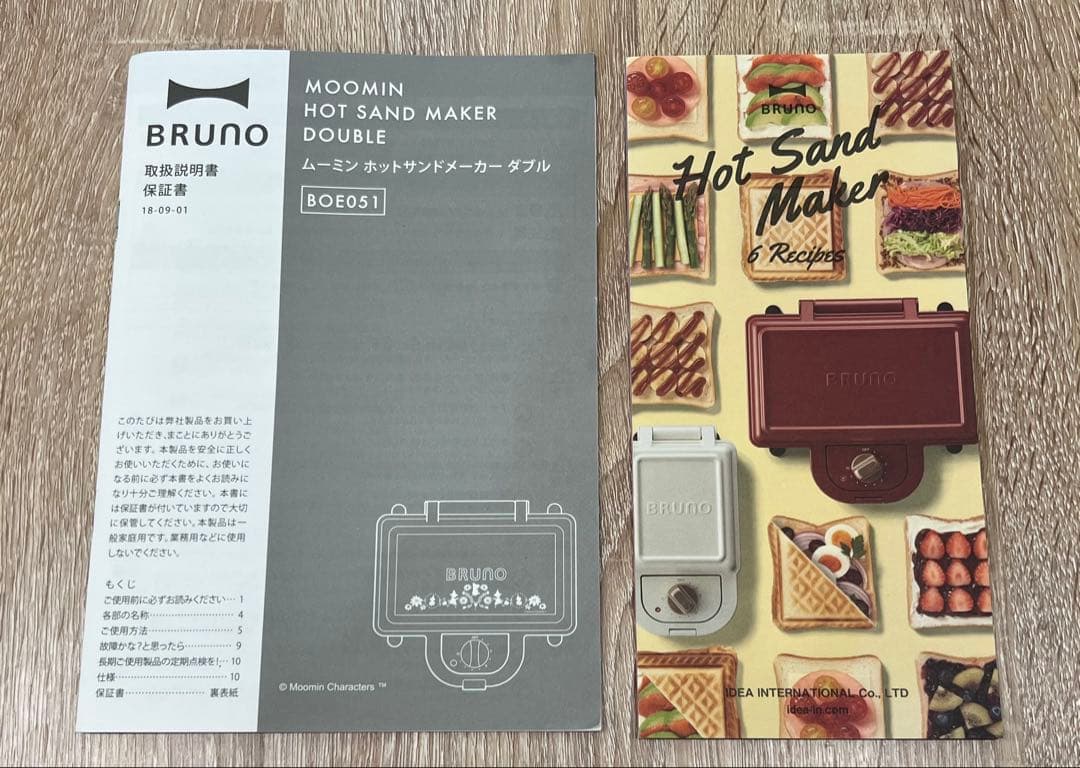 BRUNO
取扱説明書
保証書
18-09-01
MOOMIN
HOT SAND MAKER
DOUBLE
ムーミン ホットサンドメーカー ダブル
BOE051
このたびは弊社製品をお買い上
げいただき、まことにありがとうご
ざいます。本製品を安全に正しく
お使いいただくために、お使いに
なる前に必ず本書をよくお読みに
なり十分ご理解ください。本書に
は保証書が付いていますので大切
に保管してください。本製品は一
般家庭用です。業務用などに使用
しないでください。
もくじ
ご使用前に必ずお読みください… 1
各部の名称…………………… 4
ご使用方法…………………… 5
故障かな?と思ったら………… 9
長期ご使用製品の定期点検を!… 10
仕様…………………………… 10
保証書…………………… 裏表紙
BRUNO
© Moomin Characters ™
BRUNO
Hot Sand
Maker
6 Recipes
BRUNO
BRUNO
IDEA INTERNATIONAL Co., LTD
idea-in.com